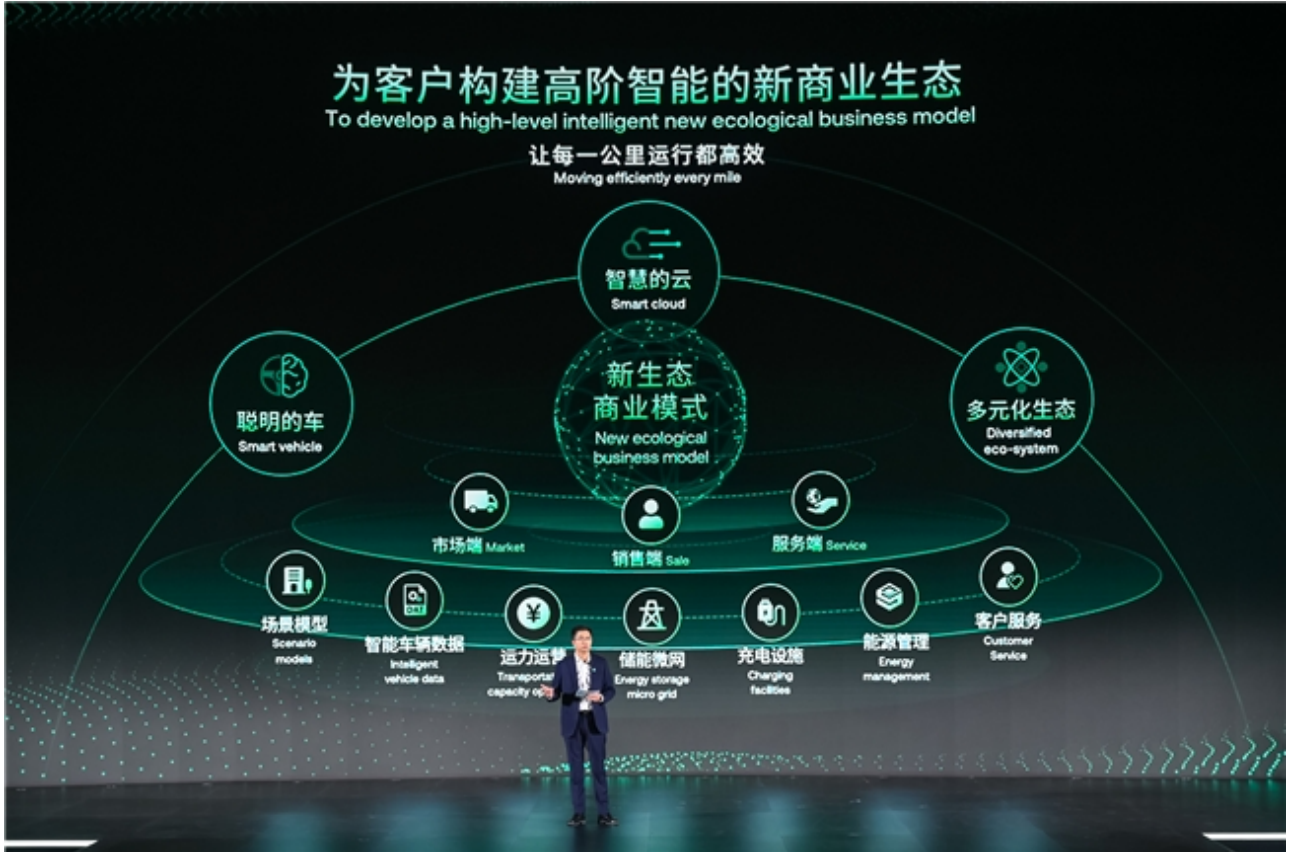 为客户构建高阶智能的新商业生态
To develop a high-level intelligent new ecological business model
让每一公里运行都高效
Moving efficiently every mile
智慧的云
Smart cloud
聪明的车
Smart vehicle
新生态
商业模式
New ecological
business model
多元化生态
Diversified
eco-system
市场端 Market
销售端 Sale
服务端 Service
场景模型
Scenario
models
智能车辆数据
Intelligent
vehicle data
运力运营
capacity
储能微网
Energy storage
micro grid
充电设施
Charging
facilities
能源管理
Energy
management
客户服务
Customer
Service